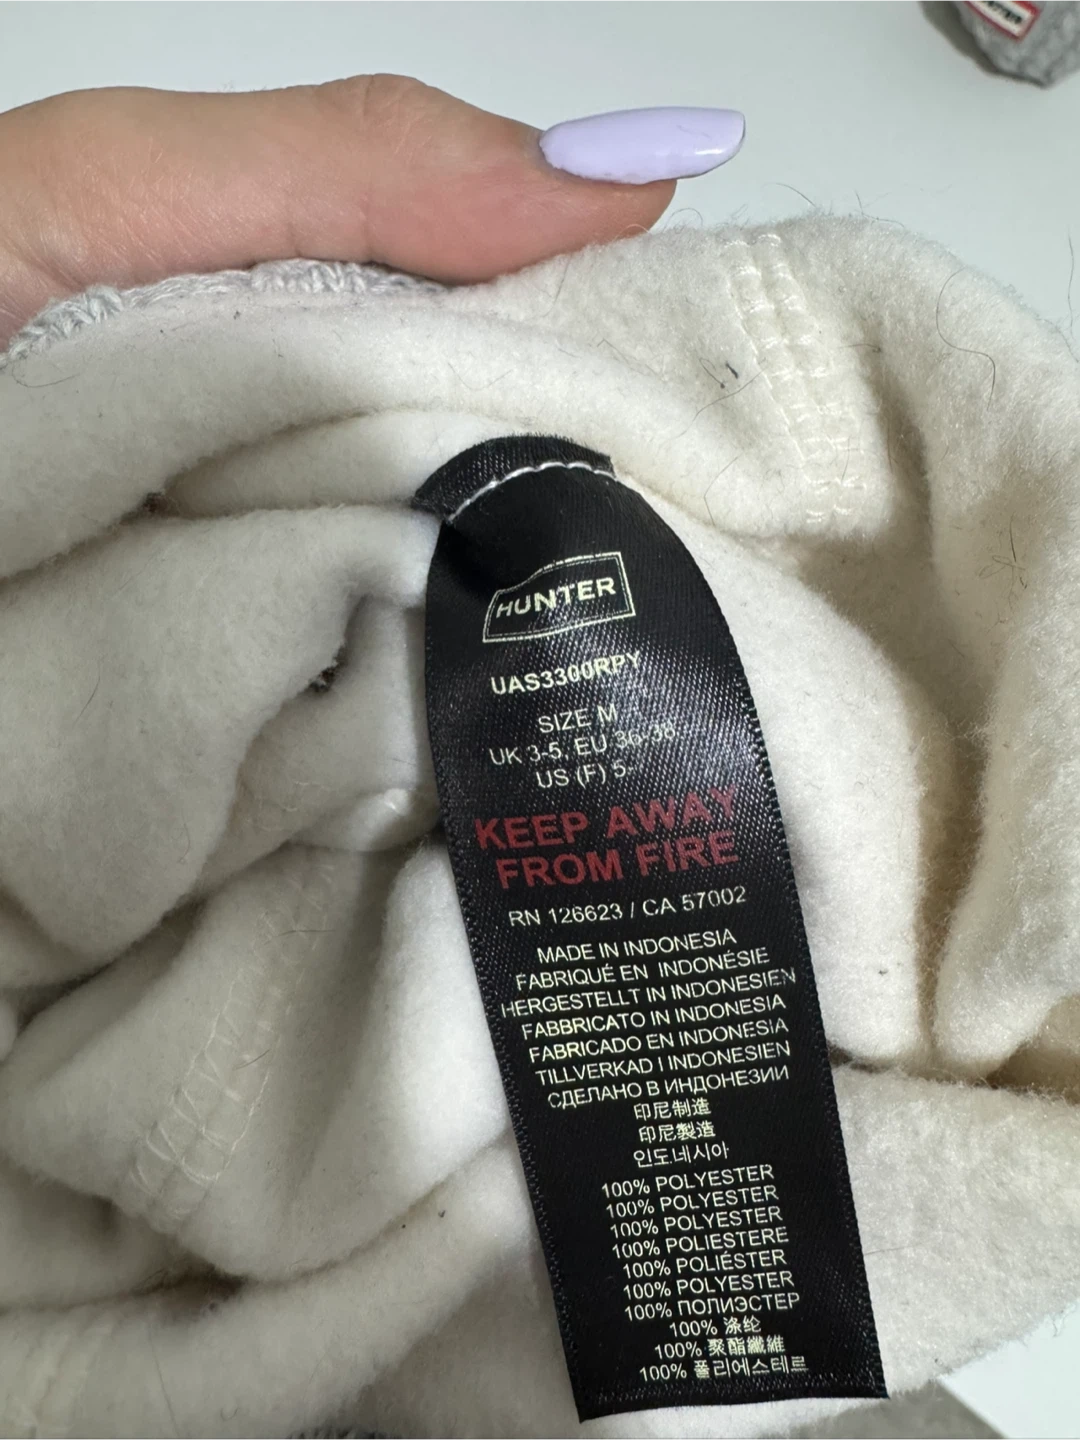 HUNTER
UAS3300RPY
SIZE M
UK 3-5, EU 36-38
US (F) 5-
KEEP AWAY
FROM FIRE
RN 126623 / CA 57002
MADE IN INDONESIA
FABRIQUÉ EN INDONÉSIE
HERGESTELLT IN INDONESIEN
FABBRICATO IN INDONESIA
FABRICADO EN INDONESIA
TILLVERKAD I INDONESIEN
СДЕЛАНО В ИНДОНЕЗИИ
印尼制造
印尼製造
인도네시아
100% POLYESTER
100% POLYESTER
100% POLYESTER
100% POLIESTERE
100% POLIÉSTER
100% POLYESTER
100% ПОЛИЭСТЕР
100% 涤纶
100% 聚酯纖維
100% 폴리에스테르